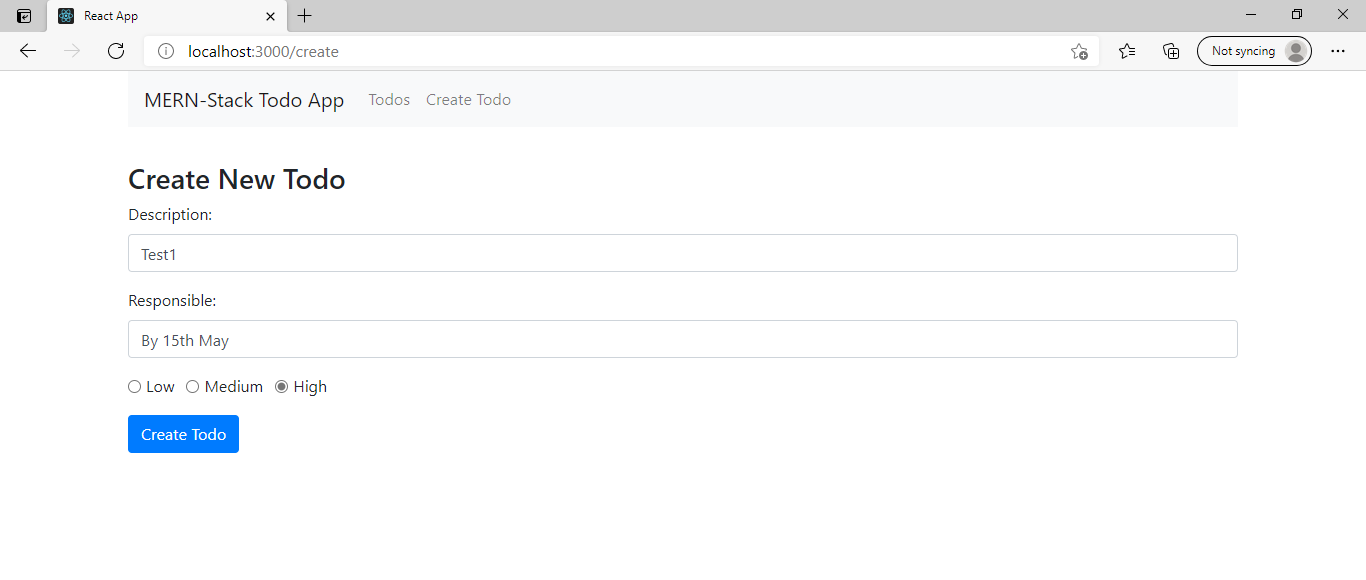 React App
localhost:3000/create
Not syncing
MERN-Stack Todo App Todos Create Todo
Create New Todo
Description:
Test1
Responsible:
By 15th May
Low Medium High
Create Todo